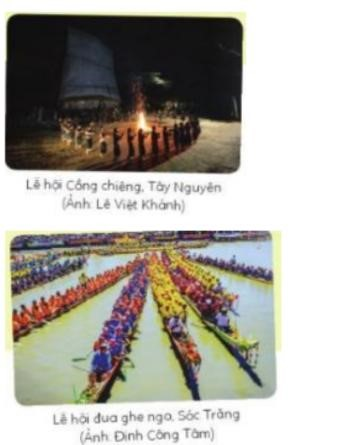 Lễ hội Cồng chiêng, Tây Nguyên
(Ảnh: Lê Việt Khánh)
Lễ hội đua ghe ngo, Sóc Trăng
(Ảnh: Đinh Công Tâm)